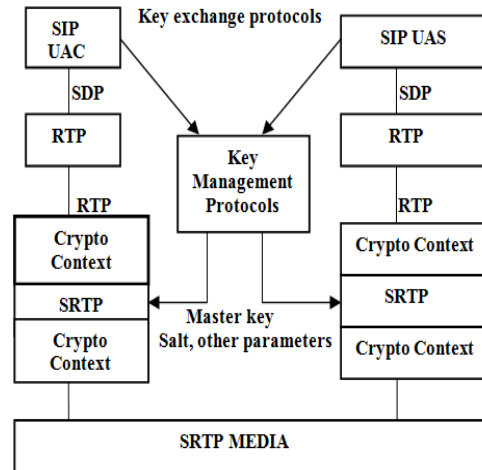 Key exchange protocols
SIP
UAC
SIP UAS
SDP
SDP
RTP
RTP
Key
Management
Protocols
RTP
RTP
Crypto
Context
Crypto Context
SRTP
SRTP
Master key
Salt, other parameters
Crypto
Context
Crypto Context
SRTP MEDIA